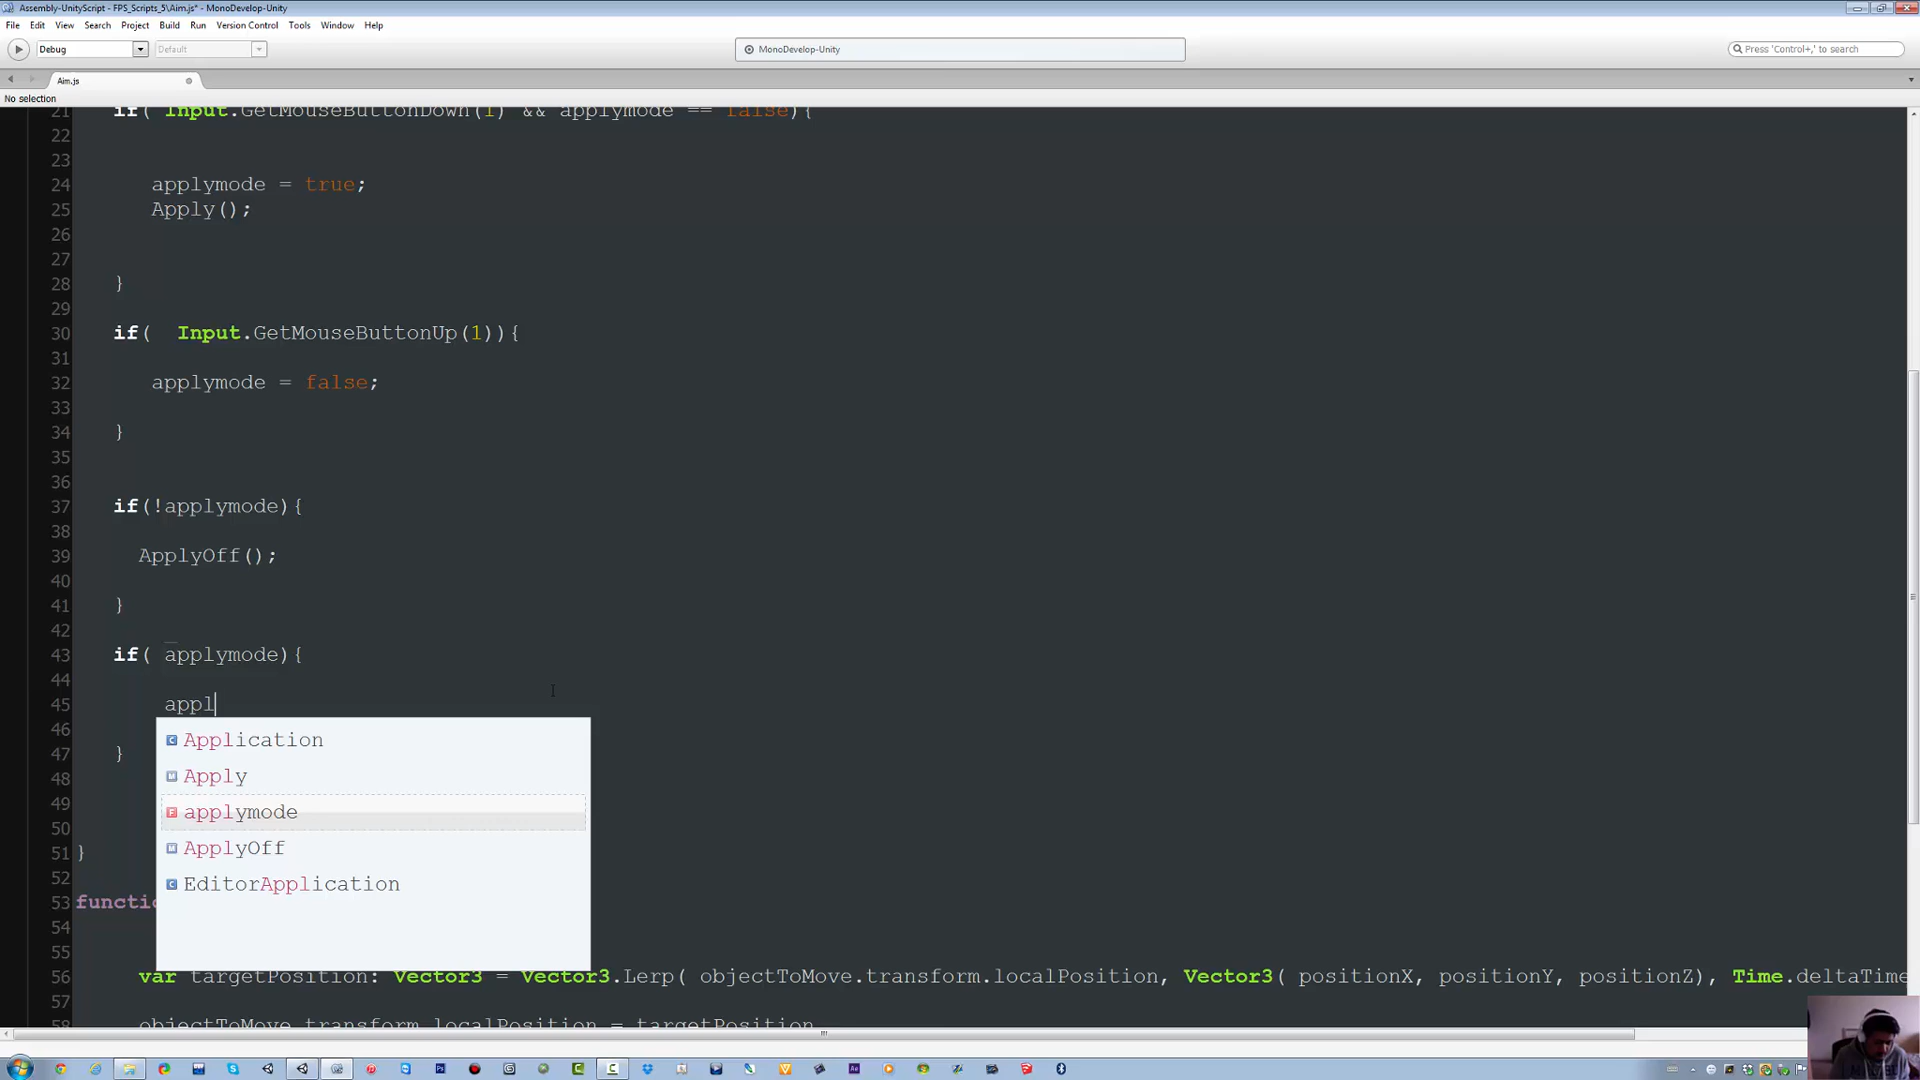 Assembly-UnityScript - FPS_Scripts_5\Aim.js* - MonoDevelop-Unity
File Edit View Search Project Build Run Version Control Tools Window Help
Debug Default MonoDevelop-Unity Press 'Control+,' to search
Aim.js
No selection
21 if( Input.GetMouseButtonDown(1) && applymode == false){
22
23
24 applymode = true;
25 Apply();
26
27
28 }
29
30 if(  Input.GetMouseButtonUp(1)){
31
32 applymode = false;
33
34 }
35
36
37 if(!applymode){
38
39 ApplyOff();
40
41 }
42
43 if( applymode){
44
45 appl
46
Application
47 }
Apply
48
49
applymode
50
ApplyOff
51 }
52
EditorApplication
53 functio
54
55
56 var targetPosition: Vector3 = Vector3.Lerp( objectToMove.transform.localPosition, Vector3( positionX, positionY, positionZ), Time.deltaTime
57
58 objectToMove.transform.localPosition = targetPosition